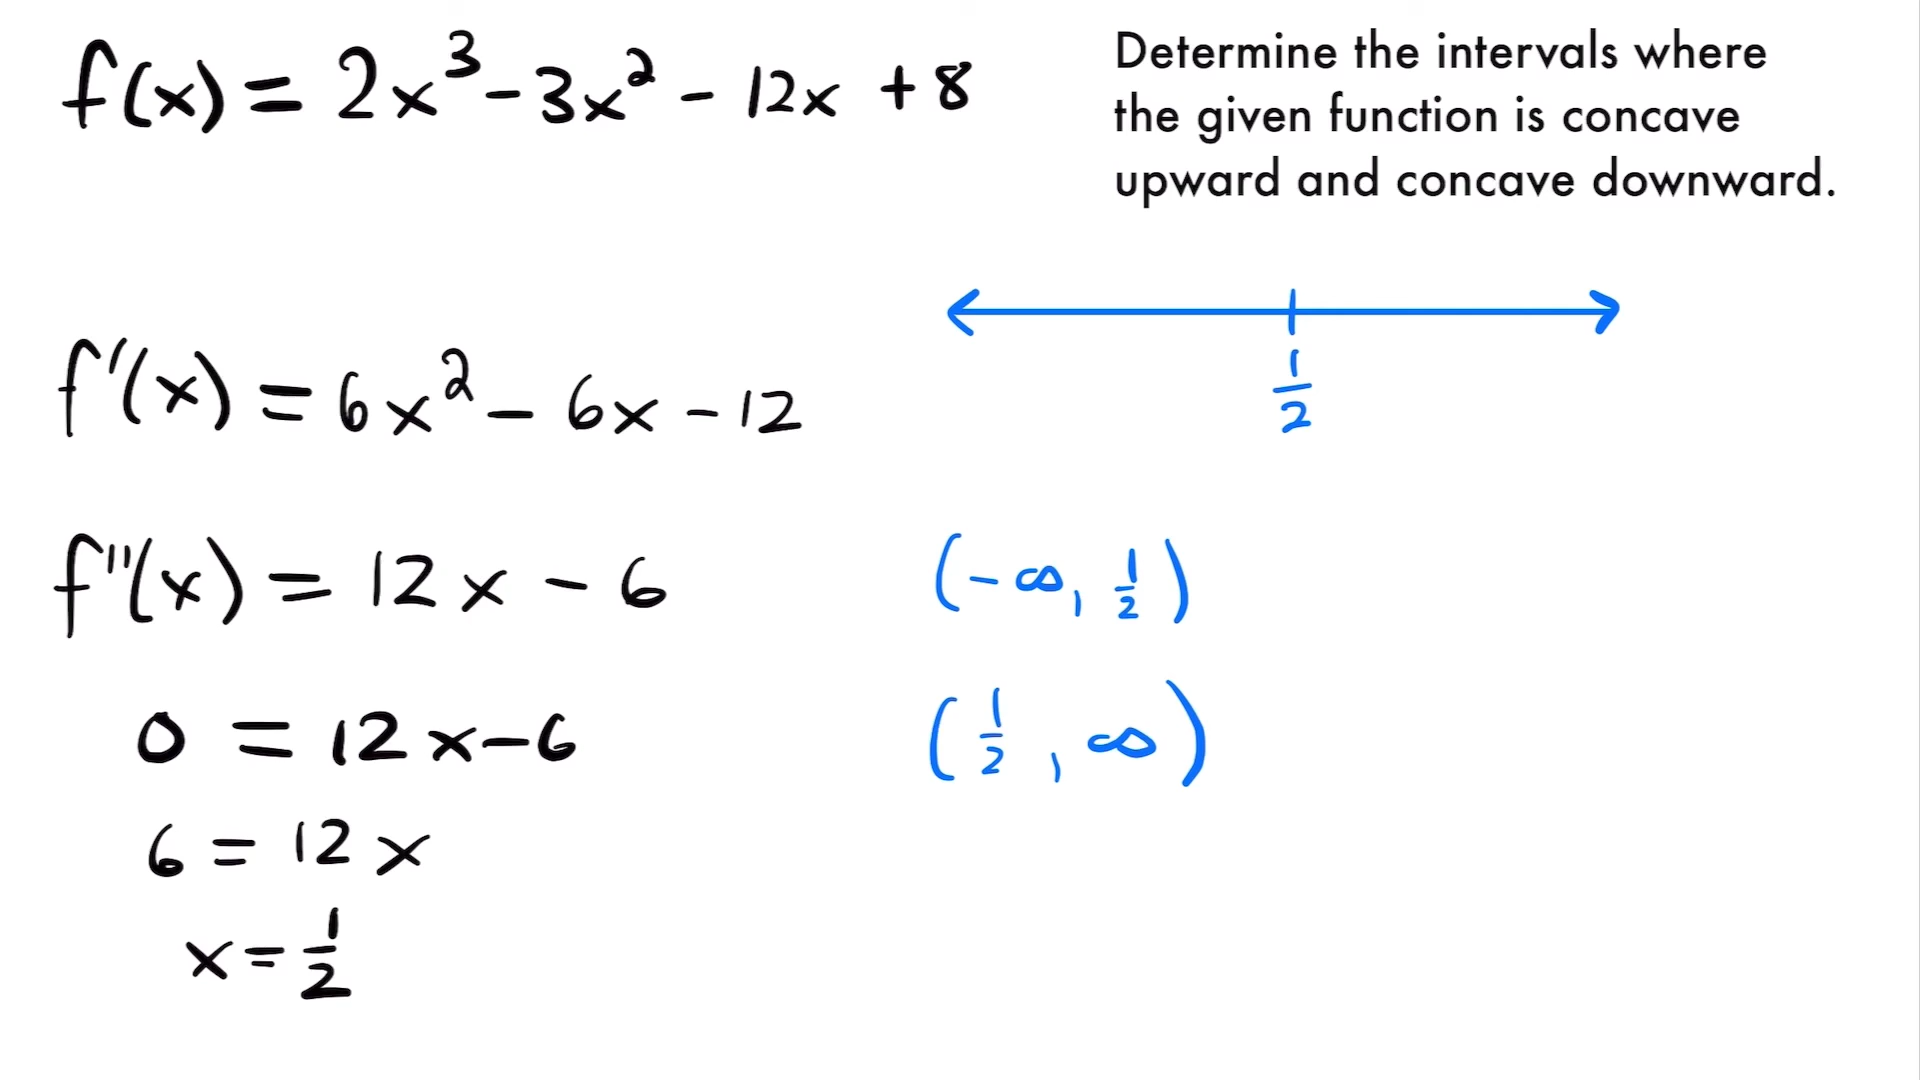 f(x) = 2x³ - 3x² - 12x + 8
Determine the intervals where
the given function is concave
upward and concave downward.
1/2
f'(x) = 6x² - 6x - 12
f''(x) = 12x - 6
(-∞, 1/2)
0 = 12x - 6
(1/2, ∞)
6 = 12x
x = 1/2